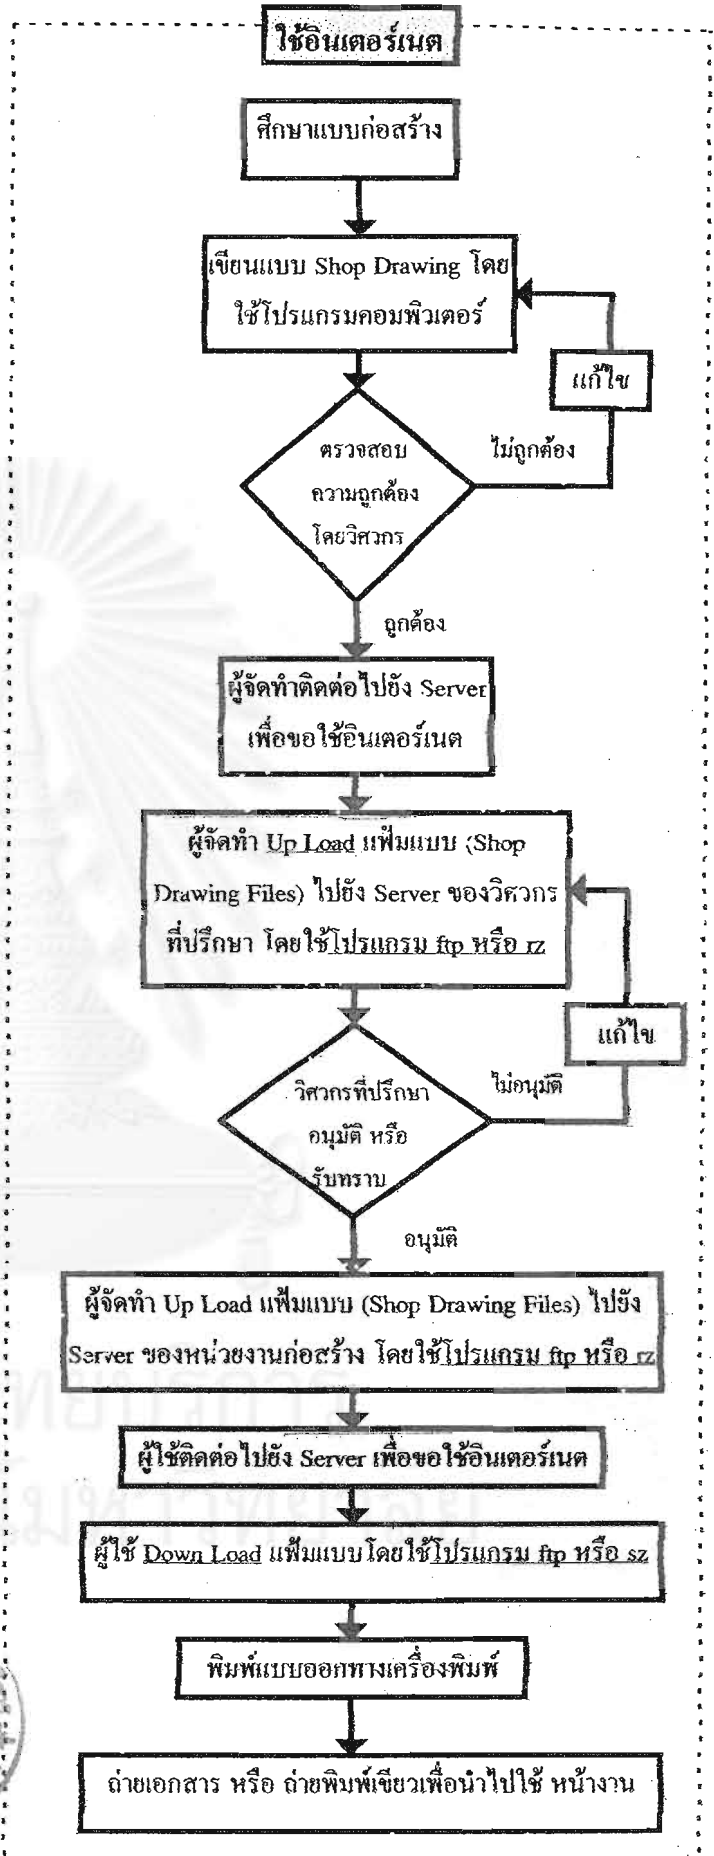 ใช้อินเตอร์เนต
ศึกษาแบบก่อสร้าง
เขียนแบบ Shop Drawing โดย
ใช้โปรแกรมคอมพิวเตอร์
แก้ไข
ตรวจสอบ
ความถูกต้อง
โดยวิศวกร
ไม่ถูกต้อง
ถูกต้อง
ผู้จัดทำติดต่อไปยัง Server
เพื่อขอใช้อินเตอร์เนต
ผู้จัดทำ Up Load แฟ้มแบบ (Shop
Drawing Files) ไปยัง Server ของวิศวกร
ที่ปรึกษา โดยใช้โปรแกรม ftp หรือ rz
แก้ไข
วิศวกรที่ปรึกษา
อนุมัติ หรือ
รับทราบ
ไม่อนุมัติ
อนุมัติ
ผู้จัดทำ Up Load แฟ้มแบบ (Shop Drawing Files) ไปยัง
Server ของหน่วยงานก่อสร้าง โดยใช้โปรแกรม ftp หรือ rz
ผู้ใช้ติดต่อไปยัง Server เพื่อขอใช้อินเตอร์เนต
ผู้ใช้ Down Load แฟ้มแบบโดยใช้โปรแกรม ftp หรือ sz
พิมพ์แบบออกทางเครื่องพิมพ์
ถ่ายเอกสาร หรือ ถ่ายพิมพ์เขียวเพื่อนำไปใช้ หน้างาน